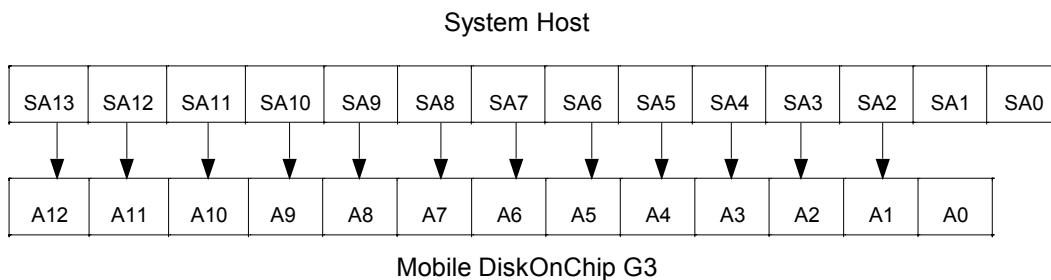 System Host
SA13 SA12 SA11 SA10 SA9 SA8 SA7 SA6 SA5 SA4 SA3 SA2 SA1 SA0
A12 A11 A10 A9 A8 A7 A6 A5 A4 A3 A2 A1 A0
Mobile DiskOnChip G3